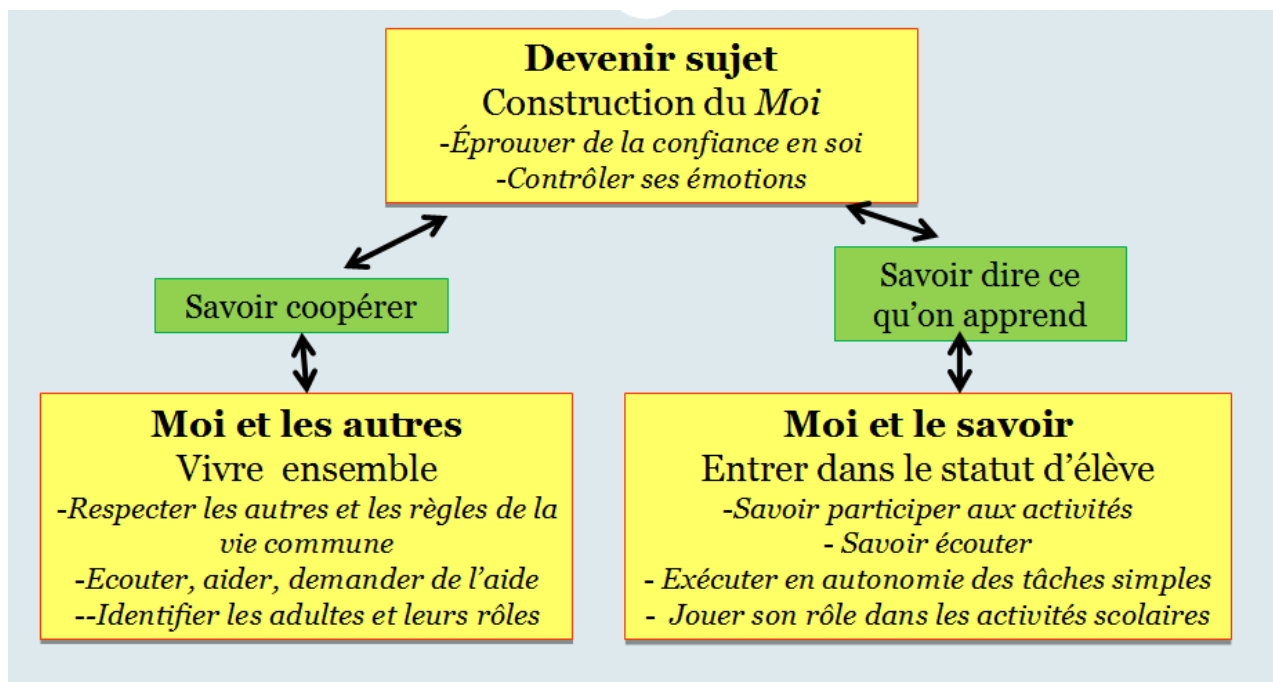 Devenir sujet
Construction du Moi
-Éprouver de la confiance en soi
-Contrôler ses émotions
Savoir coopérer
Savoir dire ce
qu’on apprend
Moi et les autres
Vivre ensemble
-Respecter les autres et les règles de la
vie commune
-Ecouter, aider, demander de l’aide
--Identifier les adultes et leurs rôles
Moi et le savoir
Entrer dans le statut d’élève
-Savoir participer aux activités
- Savoir écouter
- Exécuter en autonomie des tâches simples
- Jouer son rôle dans les activités scolaires